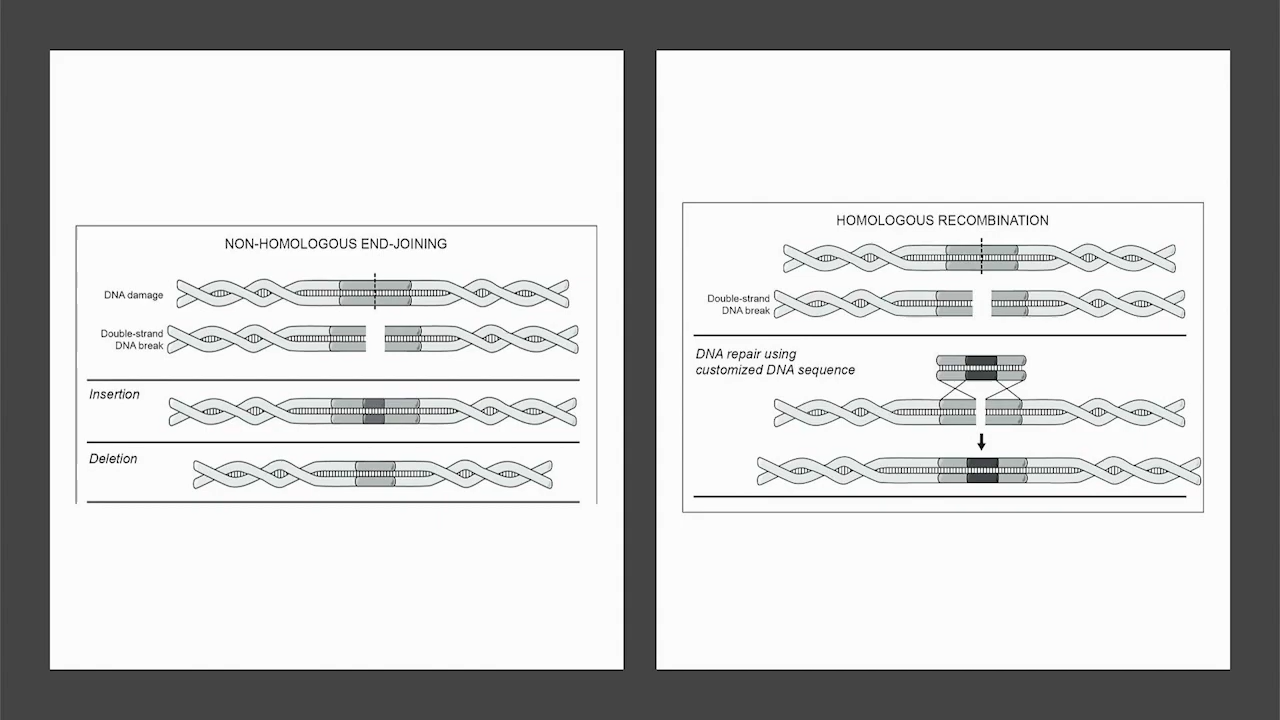 NON-HOMOLOGOUS END-JOINING
DNA damage
Double-strand
DNA break
Insertion
Deletion
HOMOLOGOUS RECOMBINATION
Double-strand
DNA break
DNA repair using
customized DNA sequence